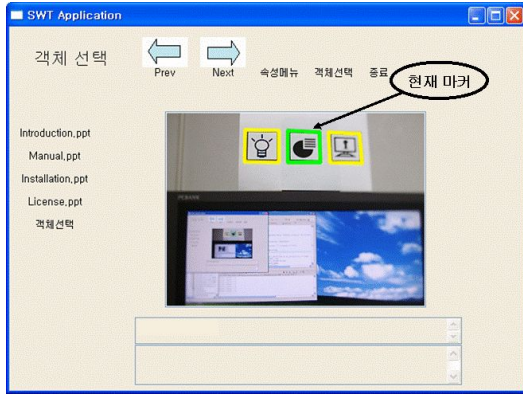 SWT Application
객체 선택
Prev
Next
속성메뉴
객체선택
종료
현재 마커
Introduction.ppt
Manual.ppt
Installation.ppt
License.ppt
객체선택